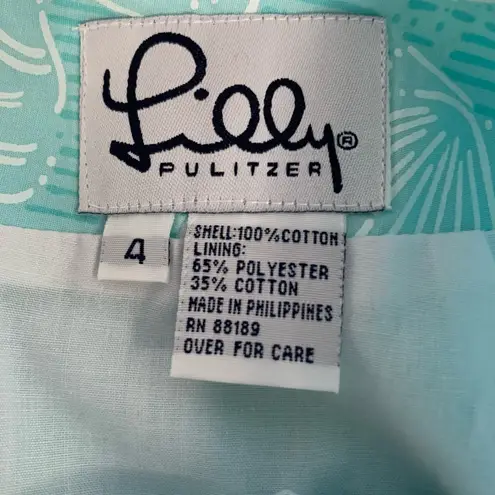 Lilly®
PULITZER
4
SHELL:100%COTTON
LINING:
65% POLYESTER
35% COTTON
MADE IN PHILIPPINES
RN 88189
OVER FOR CARE